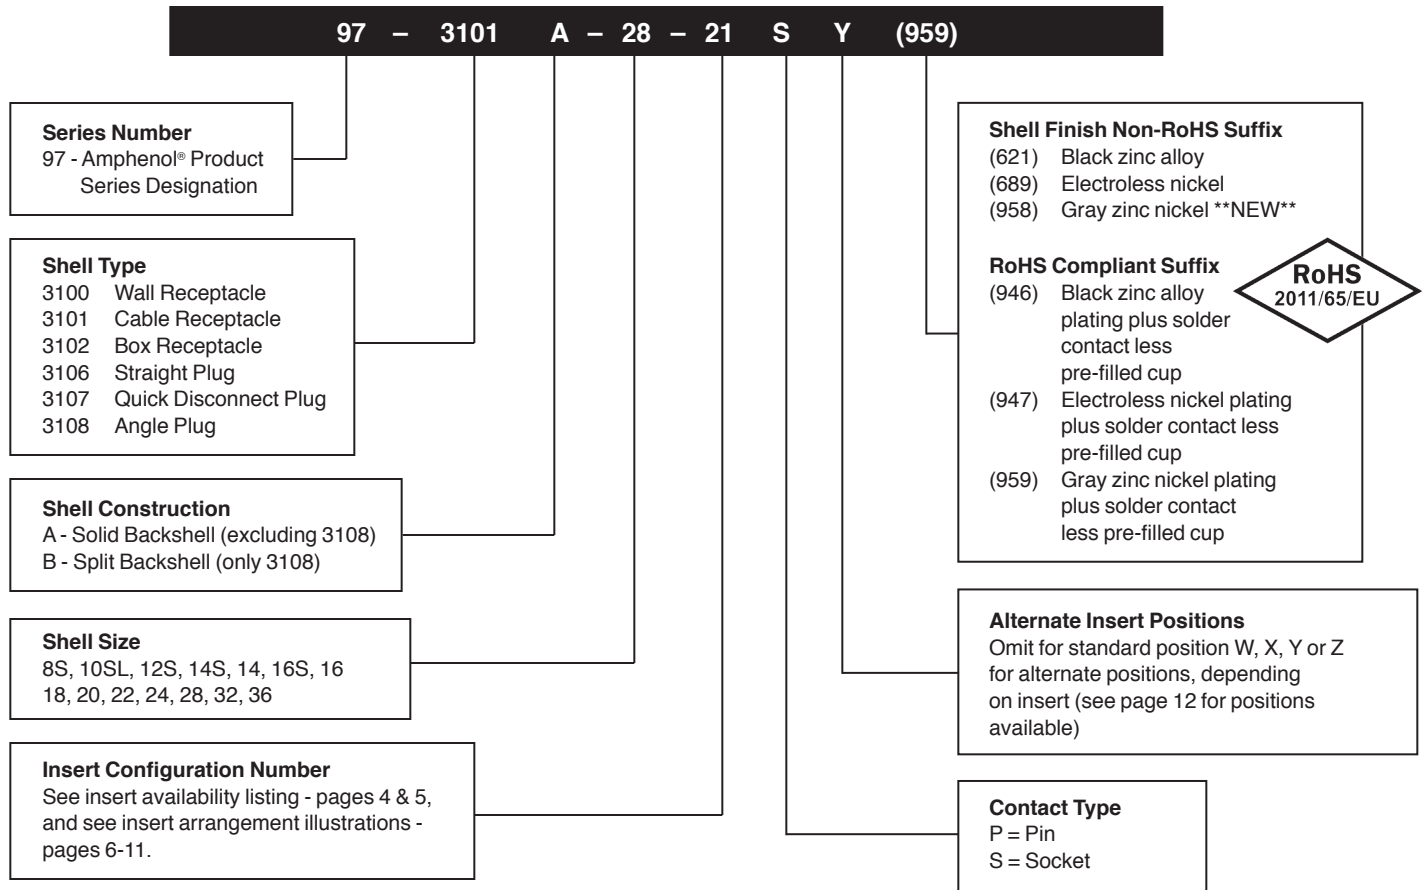 97 – 3101 A – 28 – 21 S Y (959)
Series Number
97 - Amphenol® Product
Series Designation
Shell Type
3100 Wall Receptacle
3101 Cable Receptacle
3102 Box Receptacle
3106 Straight Plug
3107 Quick Disconnect Plug
3108 Angle Plug
Shell Construction
A - Solid Backshell (excluding 3108)
B - Split Backshell (only 3108)
Shell Size
8S, 10SL, 12S, 14S, 14, 16S, 16
18, 20, 22, 24, 28, 32, 36
Insert Configuration Number
See insert availability listing - pages 4 & 5,
and see insert arrangement illustrations -
pages 6-11.
Shell Finish Non-RoHS Suffix
(621) Black zinc alloy
(689) Electroless nickel
(958) Gray zinc nickel **NEW**
RoHS Compliant Suffix
(946) Black zinc alloy
plating plus solder
contact less
pre-filled cup
(947) Electroless nickel plating
plus solder contact less
pre-filled cup
(959) Gray zinc nickel plating
plus solder contact
less pre-filled cup
RoHS
2011/65/EU
Alternate Insert Positions
Omit for standard position W, X, Y or Z
for alternate positions, depending
on insert (see page 12 for positions
available)
Contact Type
P = Pin
S = Socket